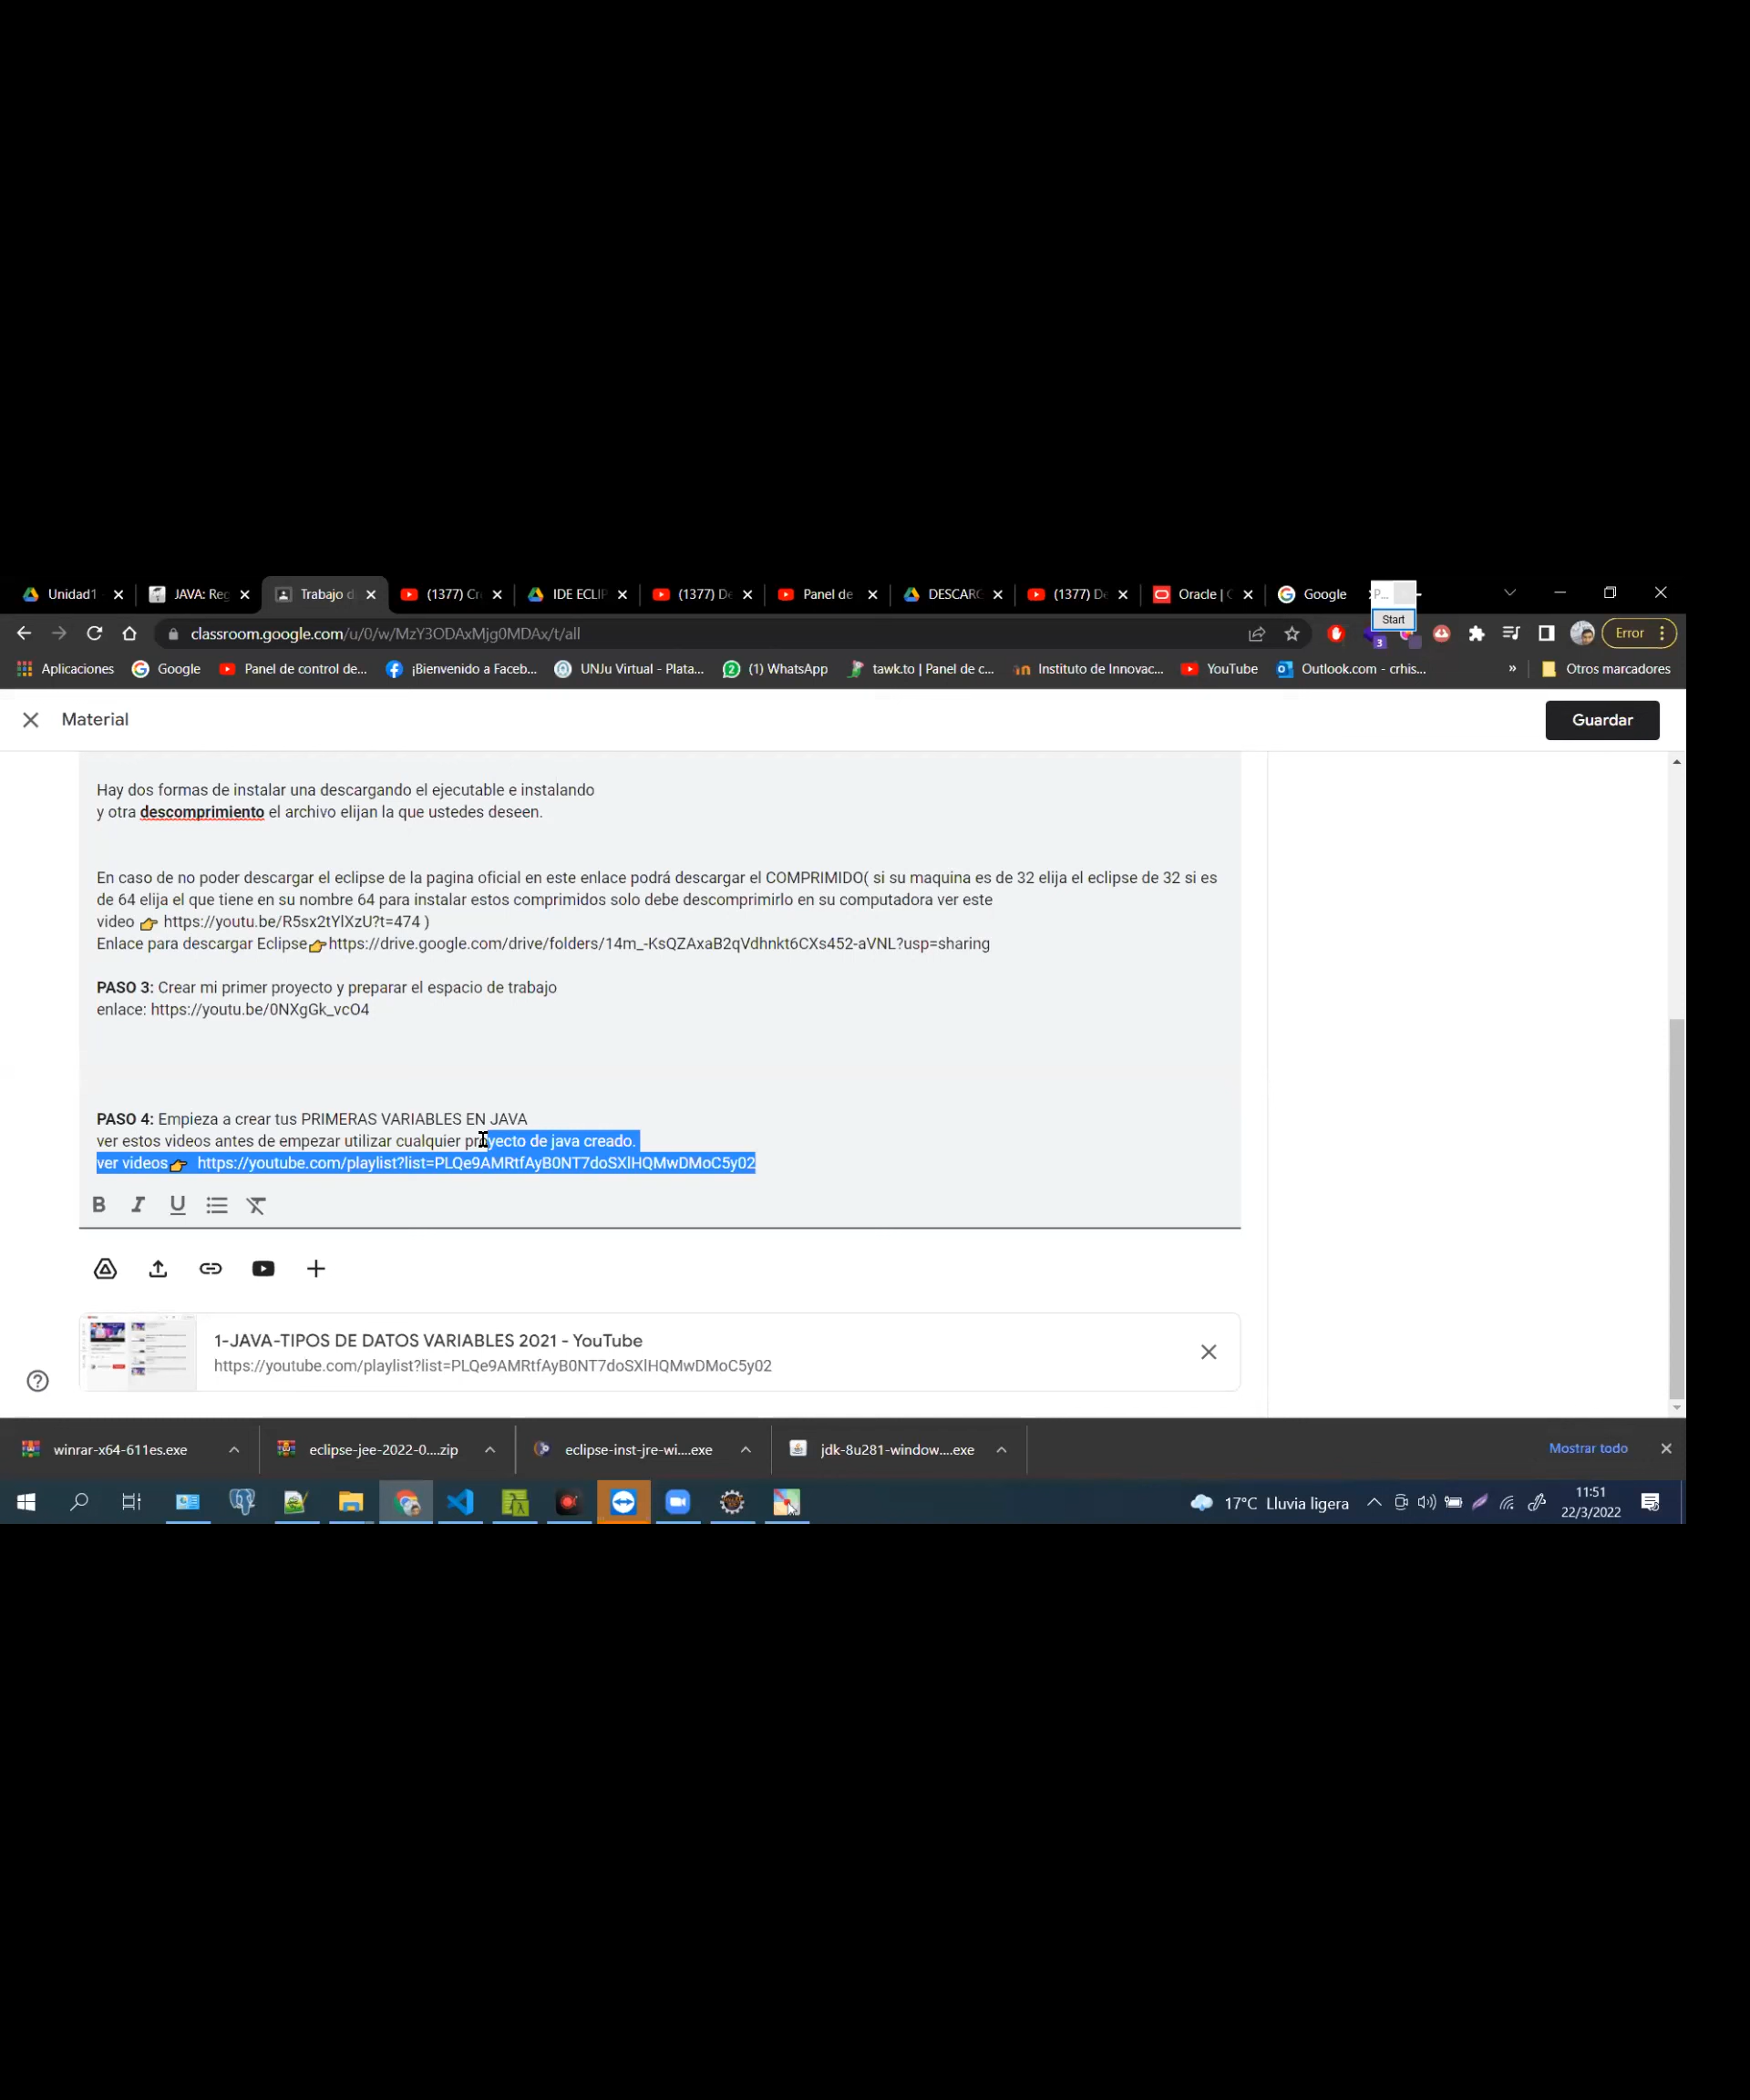 Unidad1
JAVA: Reg
Trabajo d
(1377) Cr
IDE ECLIP
(1377) De
Panel de
DESCARG
(1377) De
Oracle | C
Google
P...
Start
classroom.google.com/u/0/w/MzY3ODAxMjg0MDAx/t/all
3
Error
Aplicaciones
Google
Panel de control de...
¡Bienvenido a Faceb...
UNJu Virtual - Plata...
(1) WhatsApp
tawk.to | Panel de c...
Instituto de Innovac...
YouTube
Outlook.com - crhis...
»
Otros marcadores
Material
Guardar
Hay dos formas de instalar una descargando el ejecutable e instalando
y otra descomprimiento el archivo elijan la que ustedes deseen.
En caso de no poder descargar el eclipse de la pagina oficial en este enlace podrá descargar el COMPRIMIDO( si su maquina es de 32 elija el eclipse de 32 si es
de 64 elija el que tiene en su nombre 64 para instalar estos comprimidos solo debe descomprimirlo en su computadora ver este
video 👉 https://youtu.be/R5sx2tYlXzU?t=474 )
Enlace para descargar Eclipse👉https://drive.google.com/drive/folders/14m_-KsQZAxaB2qVdhnkt6CXs452-aVNL?usp=sharing
PASO 3: Crear mi primer proyecto y preparar el espacio de trabajo
enlace: https://youtu.be/0NXgGk_vcO4
PASO 4: Empieza a crear tus PRIMERAS VARIABLES EN JAVA
ver estos videos antes de empezar utilizar cualquier proyecto de java creado.
ver videos👉 https://youtube.com/playlist?list=PLQe9AMRtfAyB0NT7doSXlHQMwDMoC5y02
B I U
1-JAVA-TIPOS DE DATOS VARIABLES 2021 - YouTube
https://youtube.com/playlist?list=PLQe9AMRtfAyB0NT7doSXlHQMwDMoC5y02
winrar-x64-611es.exe
eclipse-jee-2022-0....zip
eclipse-inst-jre-wi....exe
jdk-8u281-window....exe
Mostrar todo
17°C Lluvia ligera
11:51
22/3/2022